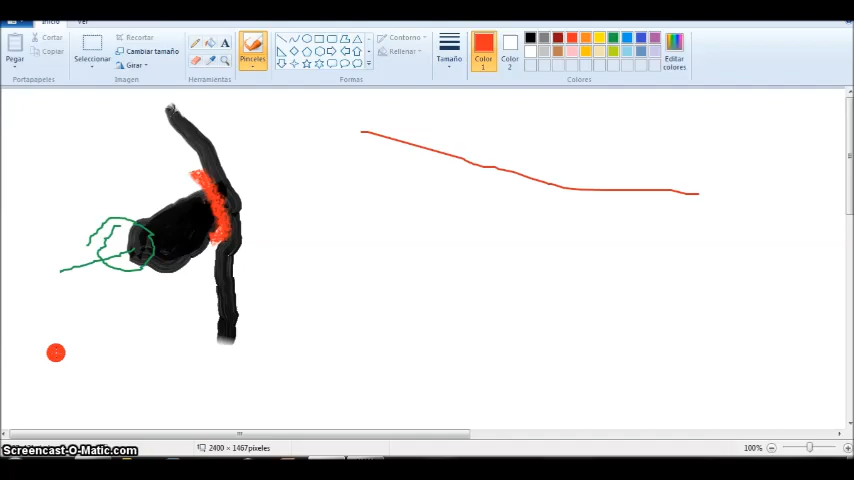 Inicio Ver
Pegar
Cortar
Copiar
Portapapeles
Seleccionar
Recortar
Cambiar tamaño
Girar
Imagen
A
Herramientas
Pinceles
Contorno
Rellenar
Formas
Tamaño
Color 1
Color 2
Colores
Editar colores
2400 × 1467píxeles
100%
Screencast-O-Matic.com